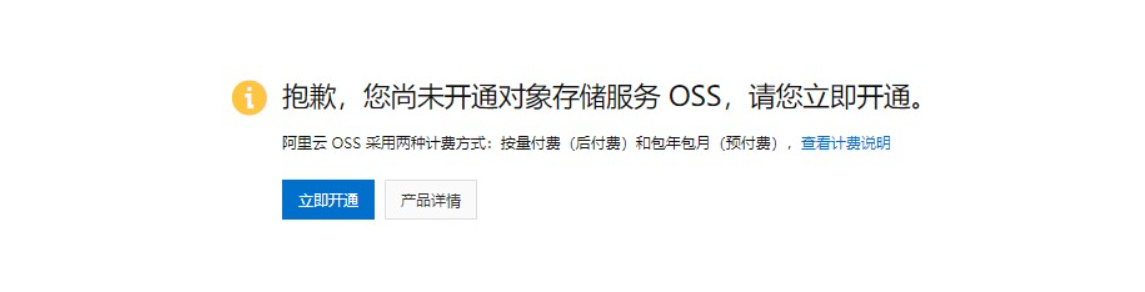 抱歉，您尚未开通对象存储服务 OSS，请您立即开通。
阿里云 OSS 采用两种计费方式：按量付费（后付费）和包年包月（预付费），查看计费说明
立即开通 产品详情